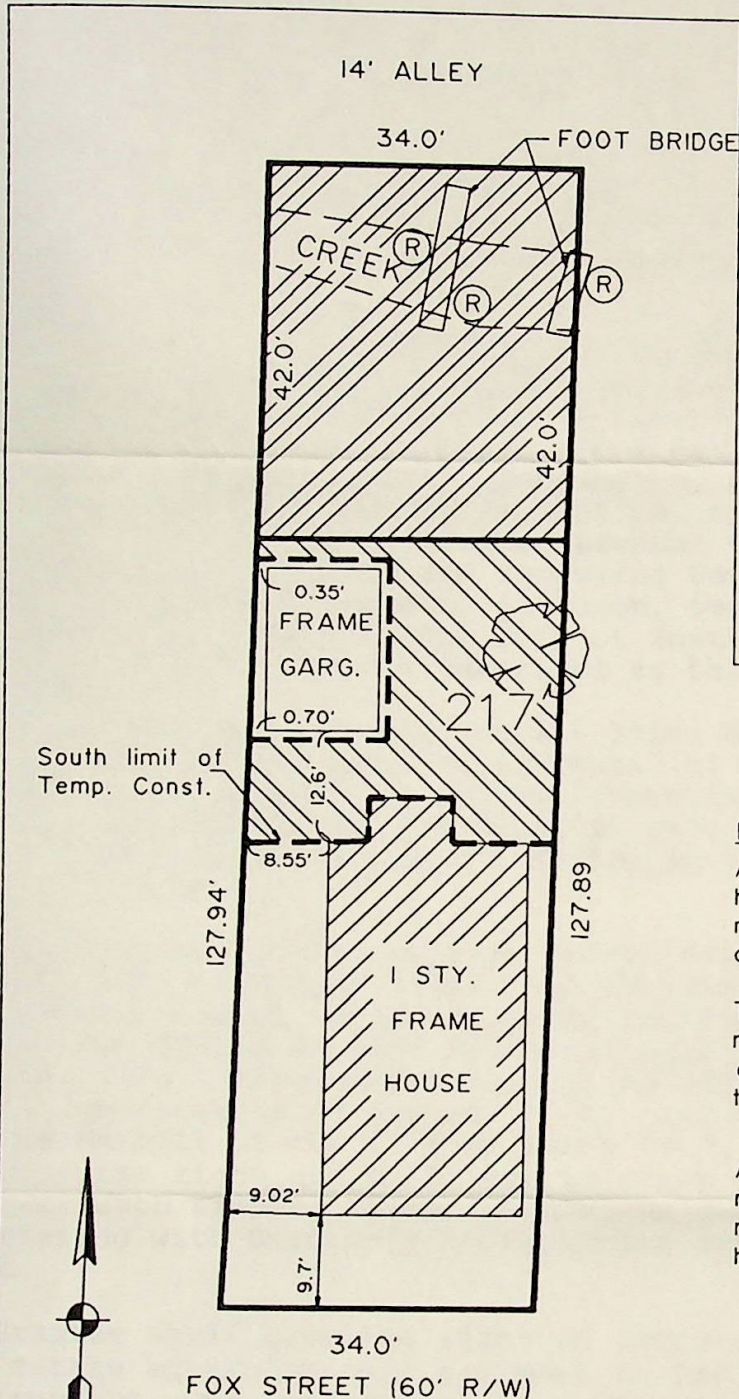 14' ALLEY
34.0'
FOOT BRIDGE
CREEK
R
R
R
42.0'
42.0'
0.35'
FRAME
GARG.
0.70'
217
South limit of
Temp. Const.
12.6'
8.55'
127.94'
127.89
1 STY.
FRAME
HOUSE
9.02'
9.7'
34.0'
FOX STREET (60' R/W)